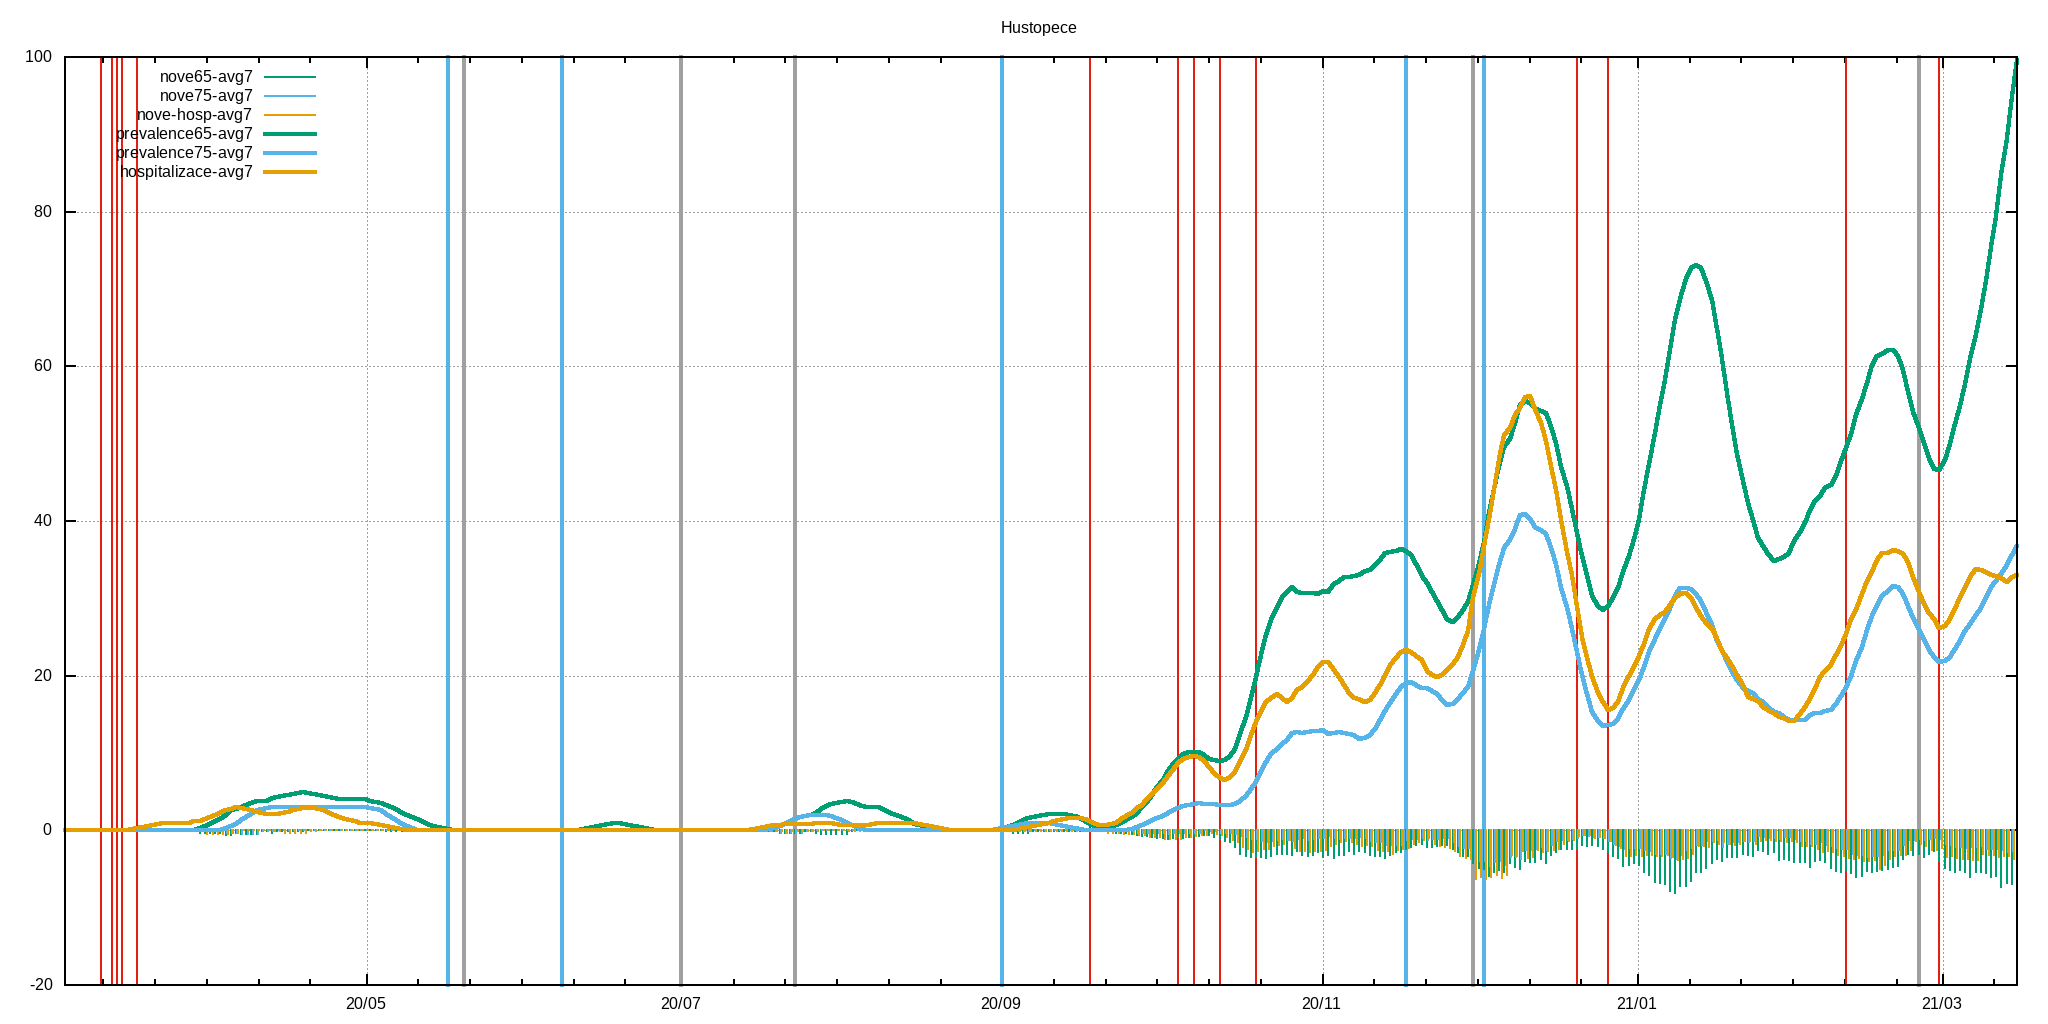 Hustopece
100
80
60
40
20
0
-20
nove65-avg7
nove75-avg7
nove-hosp-avg7
prevalence65-avg7
prevalence75-avg7
hospitalizace-avg7
20/05 20/07 20/09 20/11 21/01 21/03